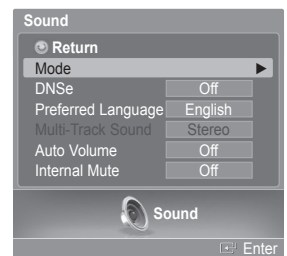 Sound
Return
Mode ►
DNSe Off
Preferred Language English
Multi-Track Sound Stereo
Auto Volume Off
Internal Mute Off
Sound
Enter